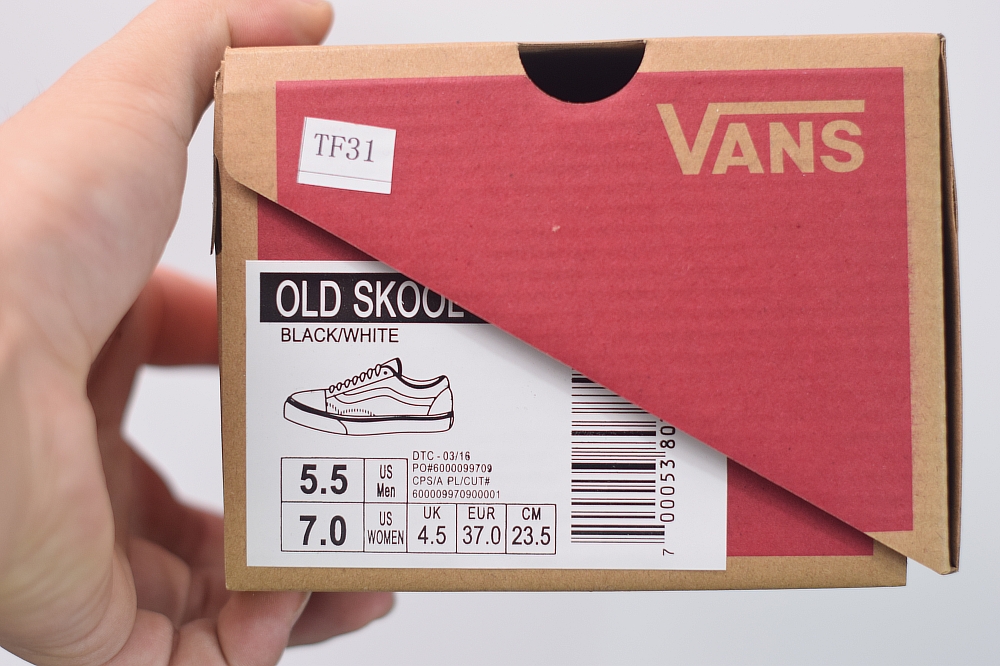 VANS
TF31
OLD SKOOL
BLACK/WHITE
DTC - 03/16
PO#6000099709
CPS/A PL/CUT#
600009970900001
5.5 US Men
7.0 US WOMEN
UK EUR CM
4.5 37.0 23.5
7 00053 80